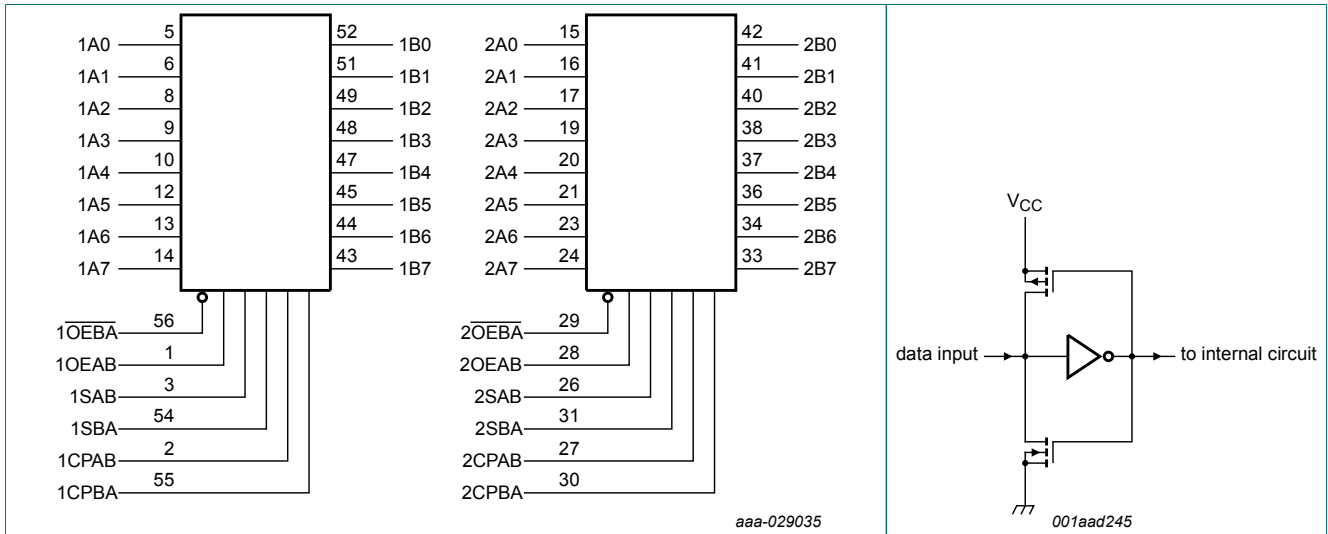 1A0 5 52 1B0
1A1 6 51 1B1
1A2 8 49 1B2
1A3 9 48 1B3
1A4 10 47 1B4
1A5 12 45 1B5
1A6 13 44 1B6
1A7 14 43 1B7
1OEBA 56
1OEAB 1
1SAB 3
1SBA 54
1CPAB 2
1CPBA 55
2A0 15 42 2B0
2A1 16 41 2B1
2A2 17 40 2B2
2A3 19 38 2B3
2A4 20 37 2B4
2A5 21 36 2B5
2A6 23 34 2B6
2A7 24 33 2B7
2OEBA 29
2OEAB 28
2SAB 26
2SBA 31
2CPAB 27
2CPBA 30
aaa-029035
VCC
data input to internal circuit
001aad245